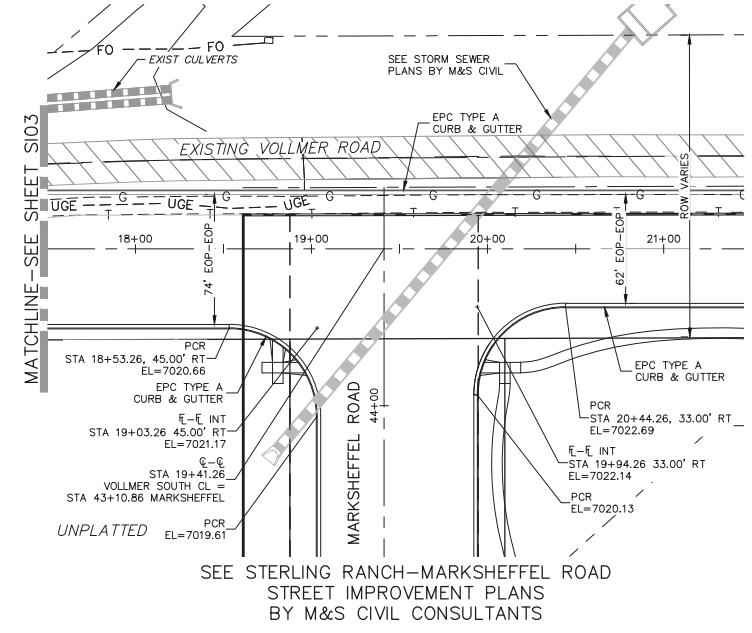 FO
FO
EXIST CULVERTS
SEE STORM SEWER
PLANS BY M&S CIVIL
EPC TYPE A
CURB & GUTTER
EXISTING VOLLMER ROAD
ROW VARIES
MATCHLINE-SEE SHEET SI03
G
G
G
G
G
G
G
UGE
UGE
UGE
T
T
T
T
T
T
18+00
19+00
20+00
21+00
74' EOP-EOP
62' EOP-EOP
PCR
STA 18+53.26, 45.00' RT
EL=7020.66
EPC TYPE A
CURB & GUTTER
FL-FL INT
STA 19+03.26 45.00' RT
EL=7021.17
CL-CL
STA 19+41.26
VOLLMER SOUTH CL =
STA 43+10.86 MARKSHEFFEL
UNPLATTED
PCR
EL=7019.61
MARKSHEFFEL ROAD
44+00
EPC TYPE A
CURB & GUTTER
PCR
STA 20+44.26, 33.00' RT
EL=7022.69
FL-FL INT
STA 19+94.26 33.00' RT
EL=7022.14
PCR
EL=7020.13
SEE STERLING RANCH-MARKSHEFFEL ROAD
STREET IMPROVEMENT PLANS
BY M&S CIVIL CONSULTANTS